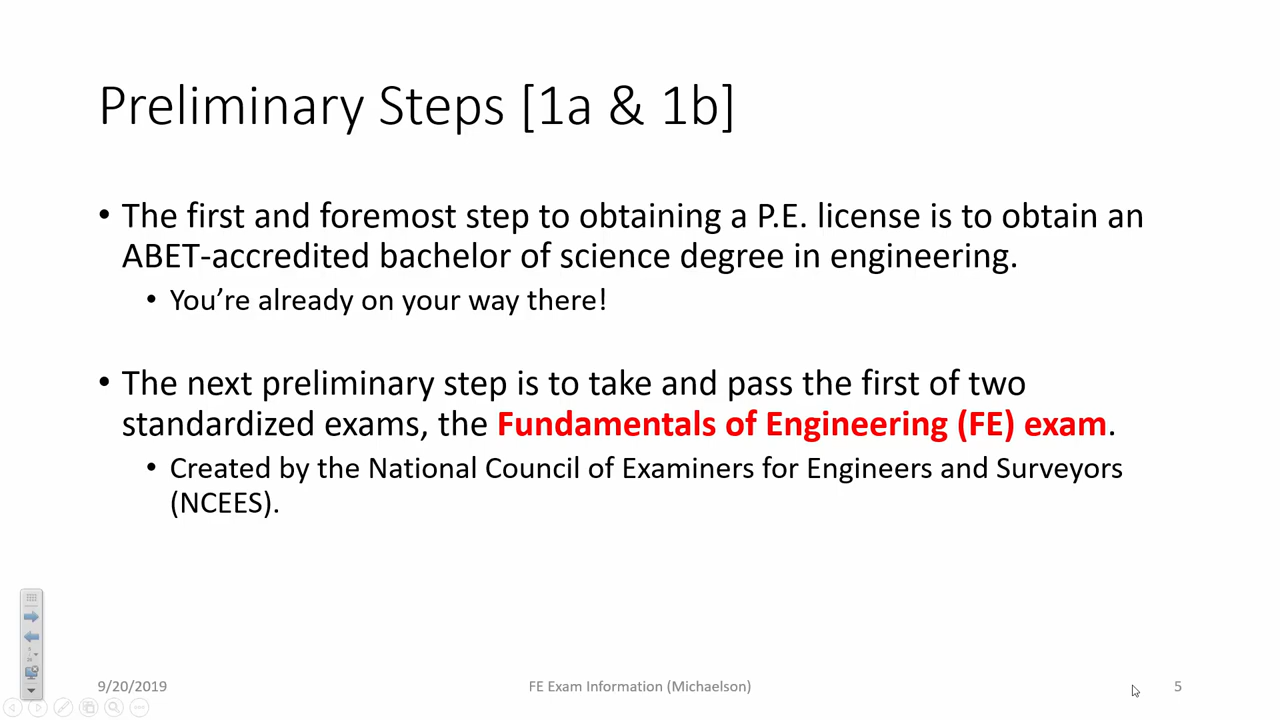 Preliminary Steps [1a & 1b]
• The first and foremost step to obtaining a P.E. license is to obtain an
ABET-accredited bachelor of science degree in engineering.
• You’re already on your way there!
• The next preliminary step is to take and pass the first of two
standardized exams, the Fundamentals of Engineering (FE) exam.
• Created by the National Council of Examiners for Engineers and Surveyors
(NCEES).
9/20/2019
FE Exam Information (Michaelson)
5